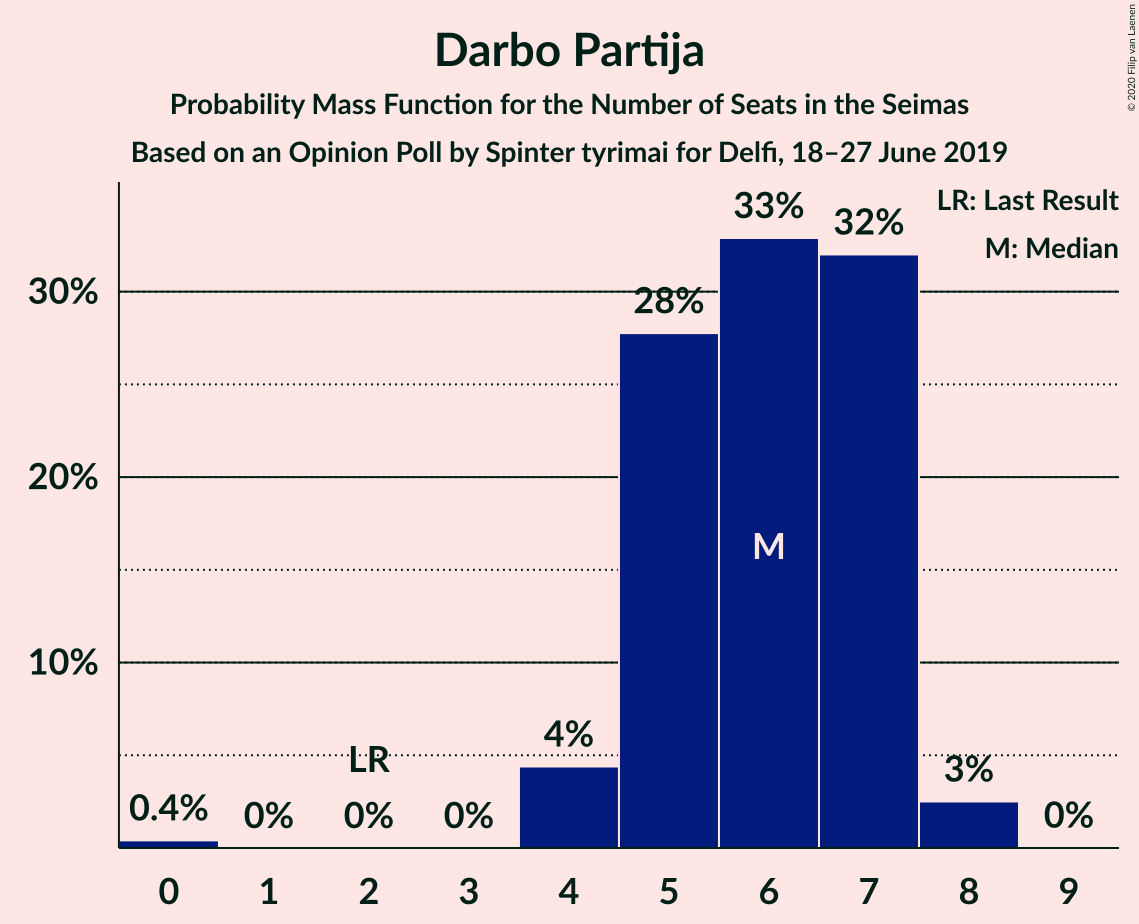 Darbo Partija
Probability Mass Function for the Number of Seats in the Seimas
Based on an Opinion Poll by Spinter tyrimai for Delfi, 18–27 June 2019
© 2020 Filip van Laenen
LR: Last Result
M: Median
33%
32%
30%
28%
20%
M
10%
4%
LR
3%
0.4%
0%
0%
0%
0%
0 1 2 3 4 5 6 7 8 9